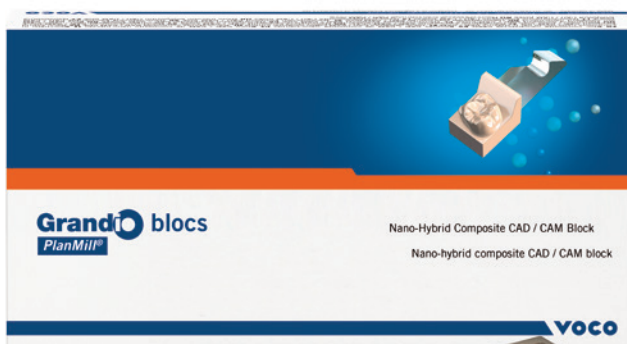 Grandio blocs
PlanMill®
Nano-Hybrid Composite CAD / CAM Block
Nano-hybrid composite CAD / CAM block
VOCO